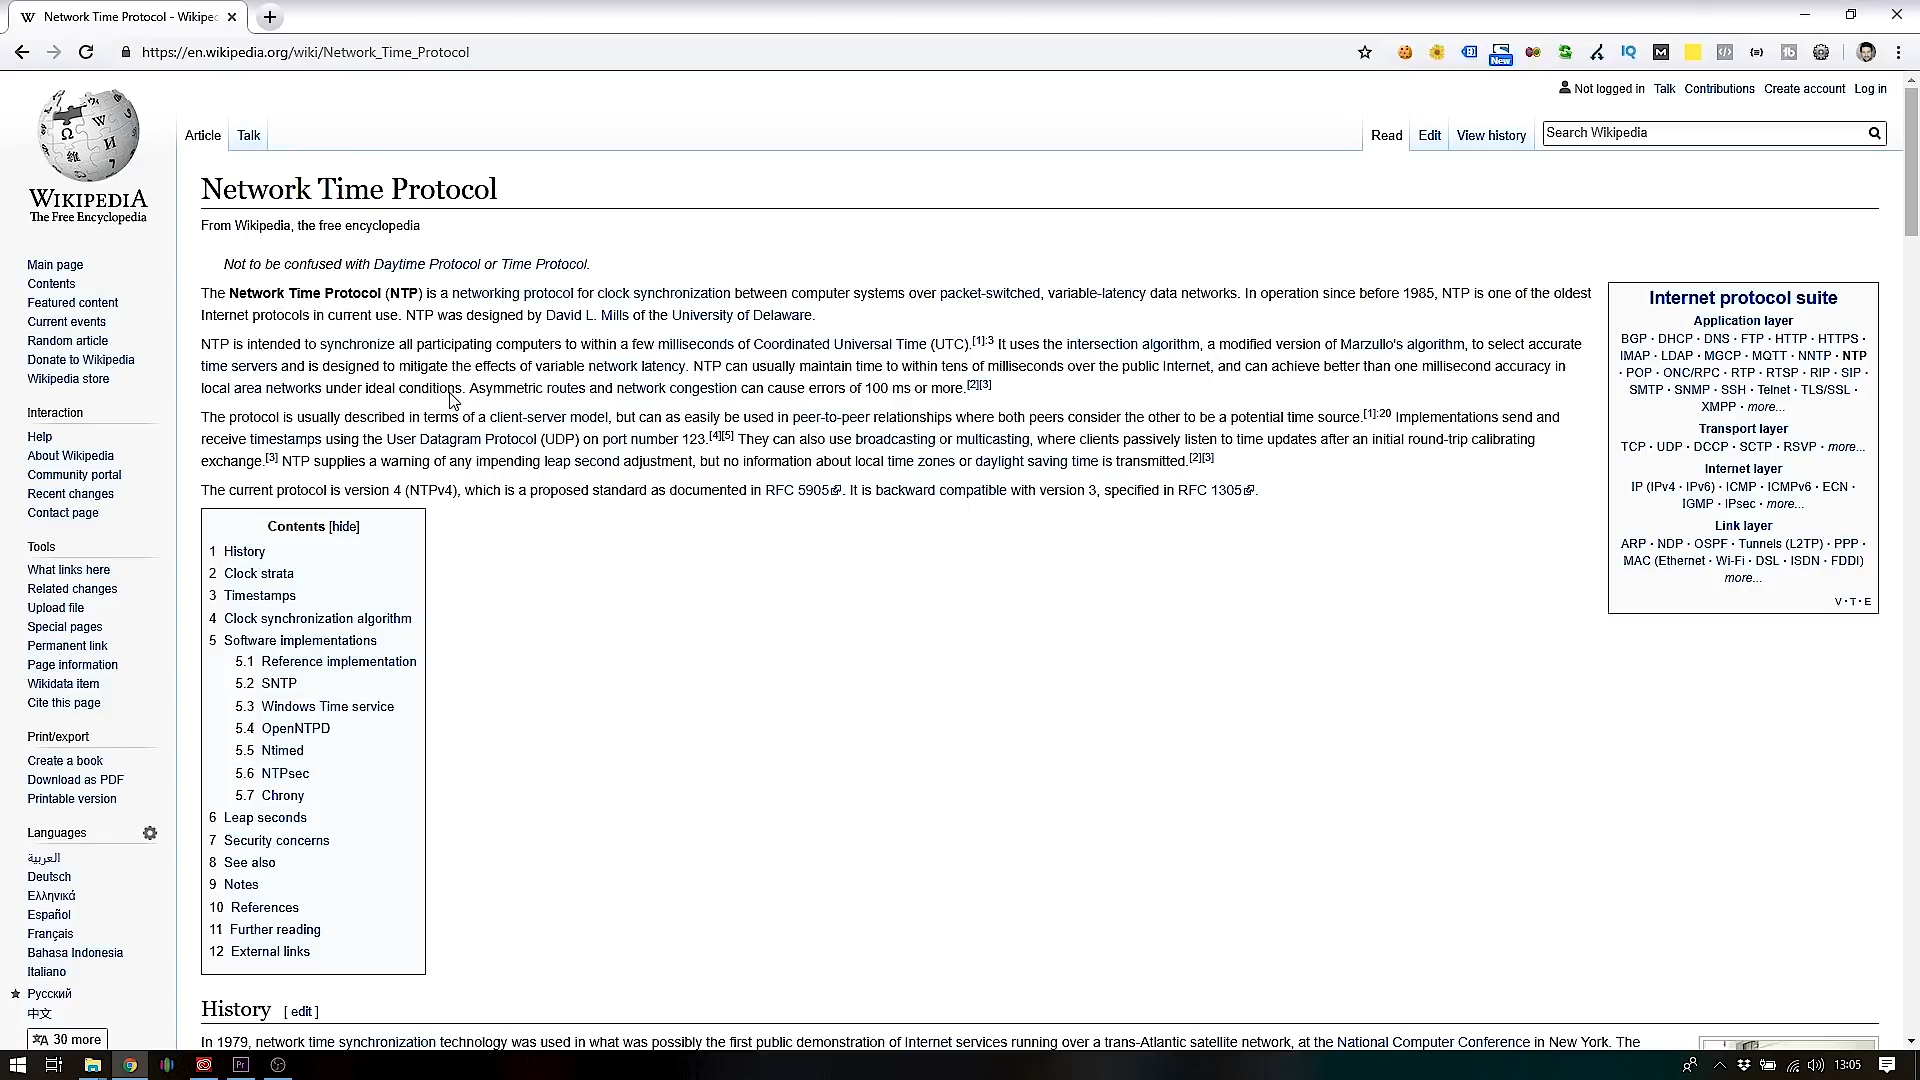 Network Time Protocol - Wikipe
https://en.wikipedia.org/wiki/Network_Time_Protocol
New
Not logged in Talk Contributions Create account Log in
Article Talk Read Edit View history Search Wikipedia
WIKIPEDIA
The Free Encyclopedia
Main page
Contents
Featured content
Current events
Random article
Donate to Wikipedia
Wikipedia store
Interaction
Help
About Wikipedia
Community portal
Recent changes
Contact page
Tools
What links here
Related changes
Upload file
Special pages
Permanent link
Page information
Wikidata item
Cite this page
Print/export
Create a book
Download as PDF
Printable version
Languages
العربية
Deutsch
Ελληνικά
Español
Français
Bahasa Indonesia
Italiano
Русский
中文
30 more
Network Time Protocol
From Wikipedia, the free encyclopedia
Not to be confused with Daytime Protocol or Time Protocol.
The Network Time Protocol (NTP) is a networking protocol for clock synchronization between computer systems over packet-switched, variable-latency data networks. In operation since before 1985, NTP is one of the oldest
Internet protocols in current use. NTP was designed by David L. Mills of the University of Delaware.
NTP is intended to synchronize all participating computers to within a few milliseconds of Coordinated Universal Time (UTC).[1]:3 It uses the intersection algorithm, a modified version of Marzullo's algorithm, to select accurate
time servers and is designed to mitigate the effects of variable network latency. NTP can usually maintain time to within tens of milliseconds over the public Internet, and can achieve better than one millisecond accuracy in
local area networks under ideal conditions. Asymmetric routes and network congestion can cause errors of 100 ms or more.[2][3]
The protocol is usually described in terms of a client-server model, but can as easily be used in peer-to-peer relationships where both peers consider the other to be a potential time source.[1]:20 Implementations send and
receive timestamps using the User Datagram Protocol (UDP) on port number 123.[4][5] They can also use broadcasting or multicasting, where clients passively listen to time updates after an initial round-trip calibrating
exchange.[3] NTP supplies a warning of any impending leap second adjustment, but no information about local time zones or daylight saving time is transmitted.[2][3]
The current protocol is version 4 (NTPv4), which is a proposed standard as documented in RFC 5905. It is backward compatible with version 3, specified in RFC 1305.
Contents [hide]
1 History
2 Clock strata
3 Timestamps
4 Clock synchronization algorithm
5 Software implementations
5.1 Reference implementation
5.2 SNTP
5.3 Windows Time service
5.4 OpenNTPD
5.5 Ntimed
5.6 NTPsec
5.7 Chrony
6 Leap seconds
7 Security concerns
8 See also
9 Notes
10 References
11 Further reading
12 External links
History [ edit ]
In 1979, network time synchronization technology was used in what was possibly the first public demonstration of Internet services running over a trans-Atlantic satellite network, at the National Computer Conference in New York. The
Internet protocol suite
Application layer
BGP · DHCP · DNS · FTP · HTTP · HTTPS ·
IMAP · LDAP · MGCP · MQTT · NNTP · NTP
· POP · ONC/RPC · RTP · RTSP · RIP · SIP ·
SMTP · SNMP · SSH · Telnet · TLS/SSL ·
XMPP · more...
Transport layer
TCP · UDP · DCCP · SCTP · RSVP · more...
Internet layer
IP (IPv4 · IPv6) · ICMP · ICMPv6 · ECN ·
IGMP · IPsec · more...
Link layer
ARP · NDP · OSPF · Tunnels (L2TP) · PPP ·
MAC (Ethernet · Wi-Fi · DSL · ISDN · FDDI)
more...
V · T · E
13:05